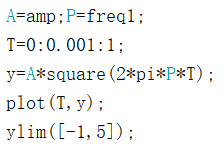 A=amp;P=freq1;
T=0:0.001:1;
y=A*square(2*pi*P*T);
plot(T,y);
ylim([-1,5]);